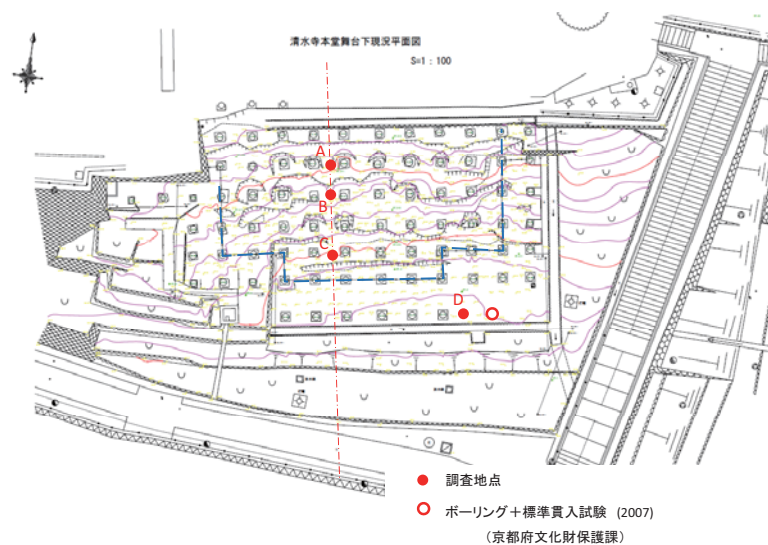 清水寺本堂舞台下現況平面図
S=1：100
A
B
C
D
調査地点
ボーリング＋標準貫入試験 (2007)
（京都府文化財保護課）